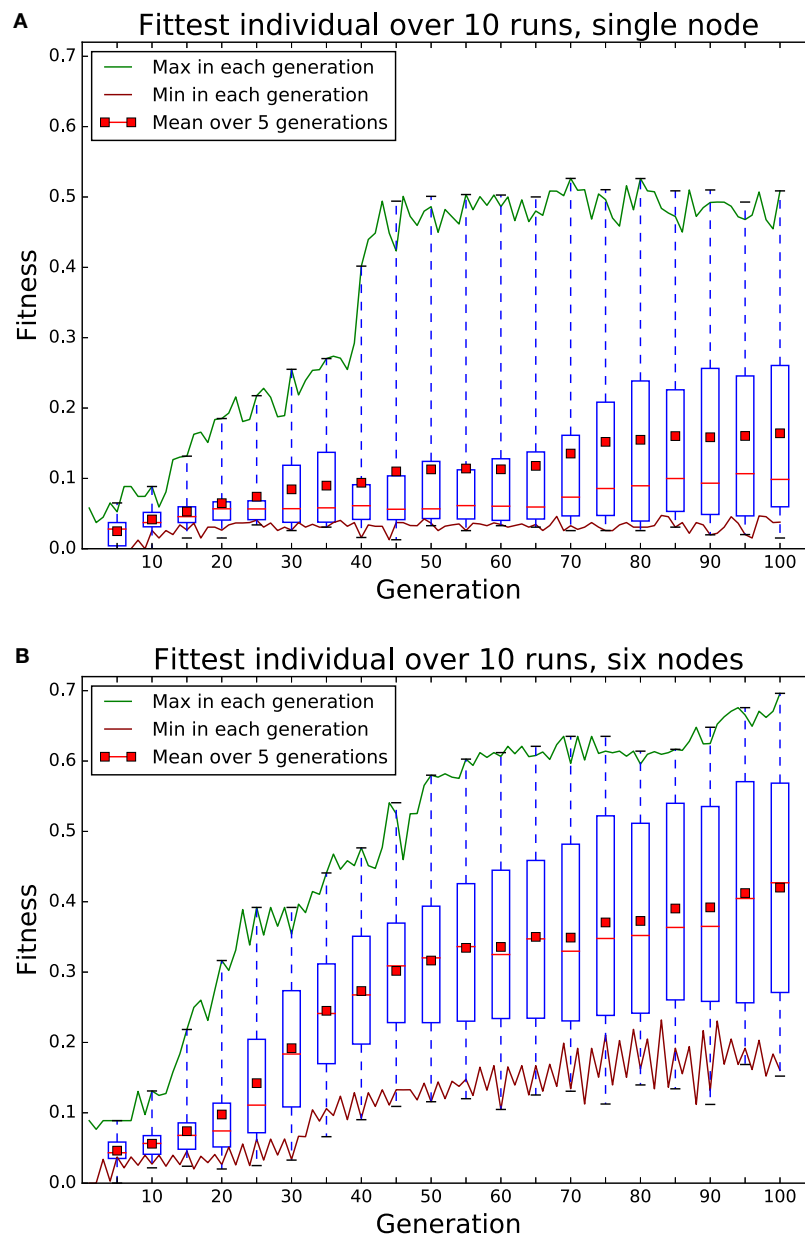 A
Fittest individual over 10 runs, single node
Max in each generation
Min in each generation
Mean over 5 generations
Fitness
0.7
0.6
0.5
0.4
0.3
0.2
0.1
0.0
10 20 30 40 50 60 70 80 90 100
Generation
B
Fittest individual over 10 runs, six nodes
Max in each generation
Min in each generation
Mean over 5 generations
Fitness
0.7
0.6
0.5
0.4
0.3
0.2
0.1
0.0
10 20 30 40 50 60 70 80 90 100
Generation